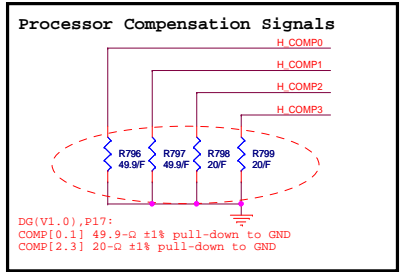 Processor Compensation Signals
H_COMP0
H_COMP1
H_COMP2
H_COMP3
R796 R797 R798 R799
49.9/F 49.9/F 20/F 20/F
DG(V1.0),P17:
COMP[0.1] 49.9-Ω ±1% pull-down to GND
COMP[2.3] 20-Ω ±1% pull-down to GND